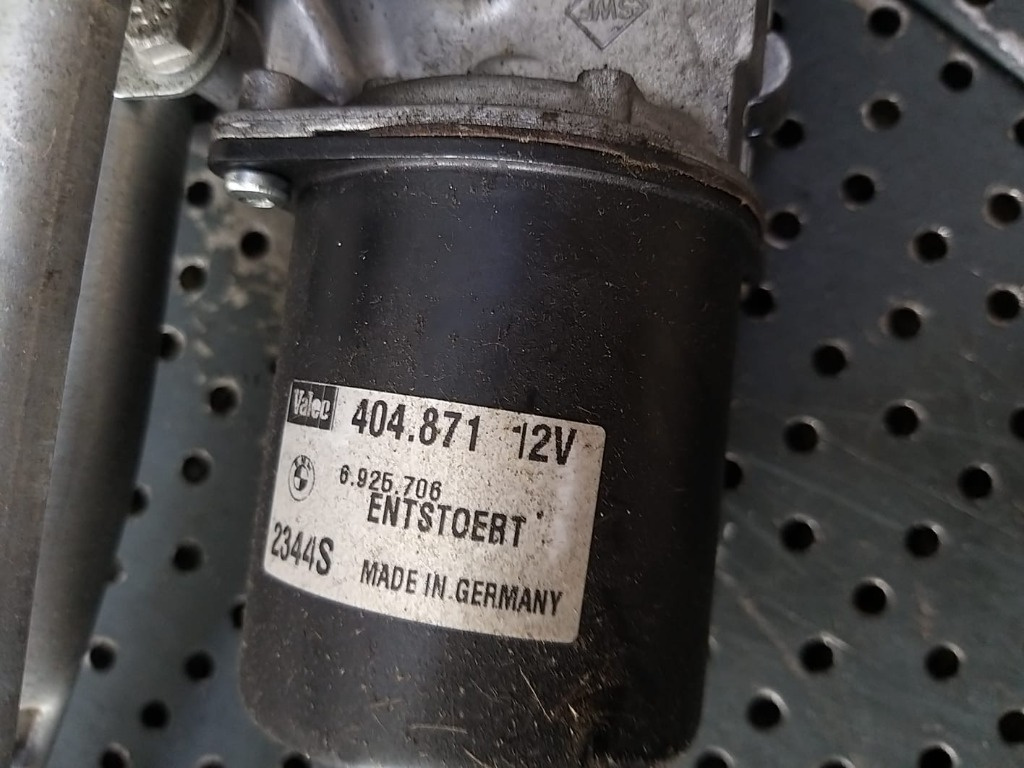 Valeo 404.871 12V
6.925.706
ENTSTOERT
2344S MADE IN GERMANY